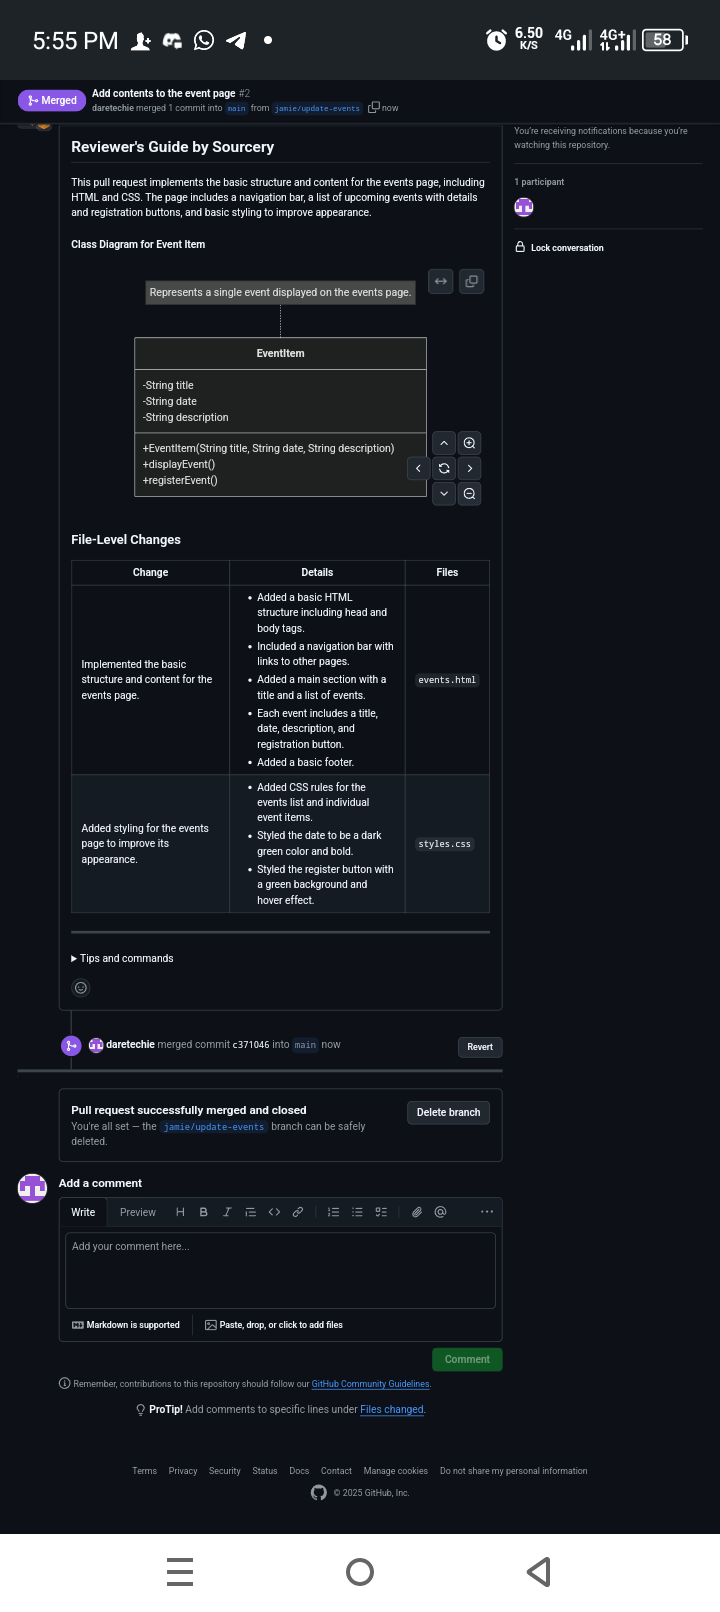 5:55 PM
6.50 K/S
4G
4G+
58
Merged
Add contents to the event page #2
daretechie merged 1 commit into main from jamie/update-events now
Reviewer's Guide by Sourcery
This pull request implements the basic structure and content for the events page, including
HTML and CSS. The page includes a navigation bar, a list of upcoming events with details
and registration buttons, and basic styling to improve appearance.
Class Diagram for Event Item
Represents a single event displayed on the events page.
EventItem
-String title
-String date
-String description
+EventItem(String title, String date, String description)
+displayEvent()
+registerEvent()
File-Level Changes
Change Details Files
Implemented the basic
structure and content for the
events page.
• Added a basic HTML
structure including head and
body tags.
• Included a navigation bar with
links to other pages.
• Added a main section with a
title and a list of events.
• Each event includes a title,
date, description, and
registration button.
• Added a basic footer.
events.html
Added styling for the events
page to improve its
appearance.
• Added CSS rules for the
events list and individual
event items.
• Styled the date to be a dark
green color and bold.
• Styled the register button with
a green background and
hover effect.
styles.css
Tips and commands
daretechie merged commit c371046 into main now
Revert
Pull request successfully merged and closed
You're all set — the jamie/update-events branch can be safely
deleted.
Delete branch
Add a comment
Write Preview
Add your comment here...
Markdown is supported
Paste, drop, or click to add files
Comment
Remember, contributions to this repository should follow our GitHub Community Guidelines.
ProTip! Add comments to specific lines under Files changed.
You're receiving notifications because you're
watching this repository.
1 participant
Lock conversation
Terms Privacy Security Status Docs Contact Manage cookies Do not share my personal information
© 2025 GitHub, Inc.